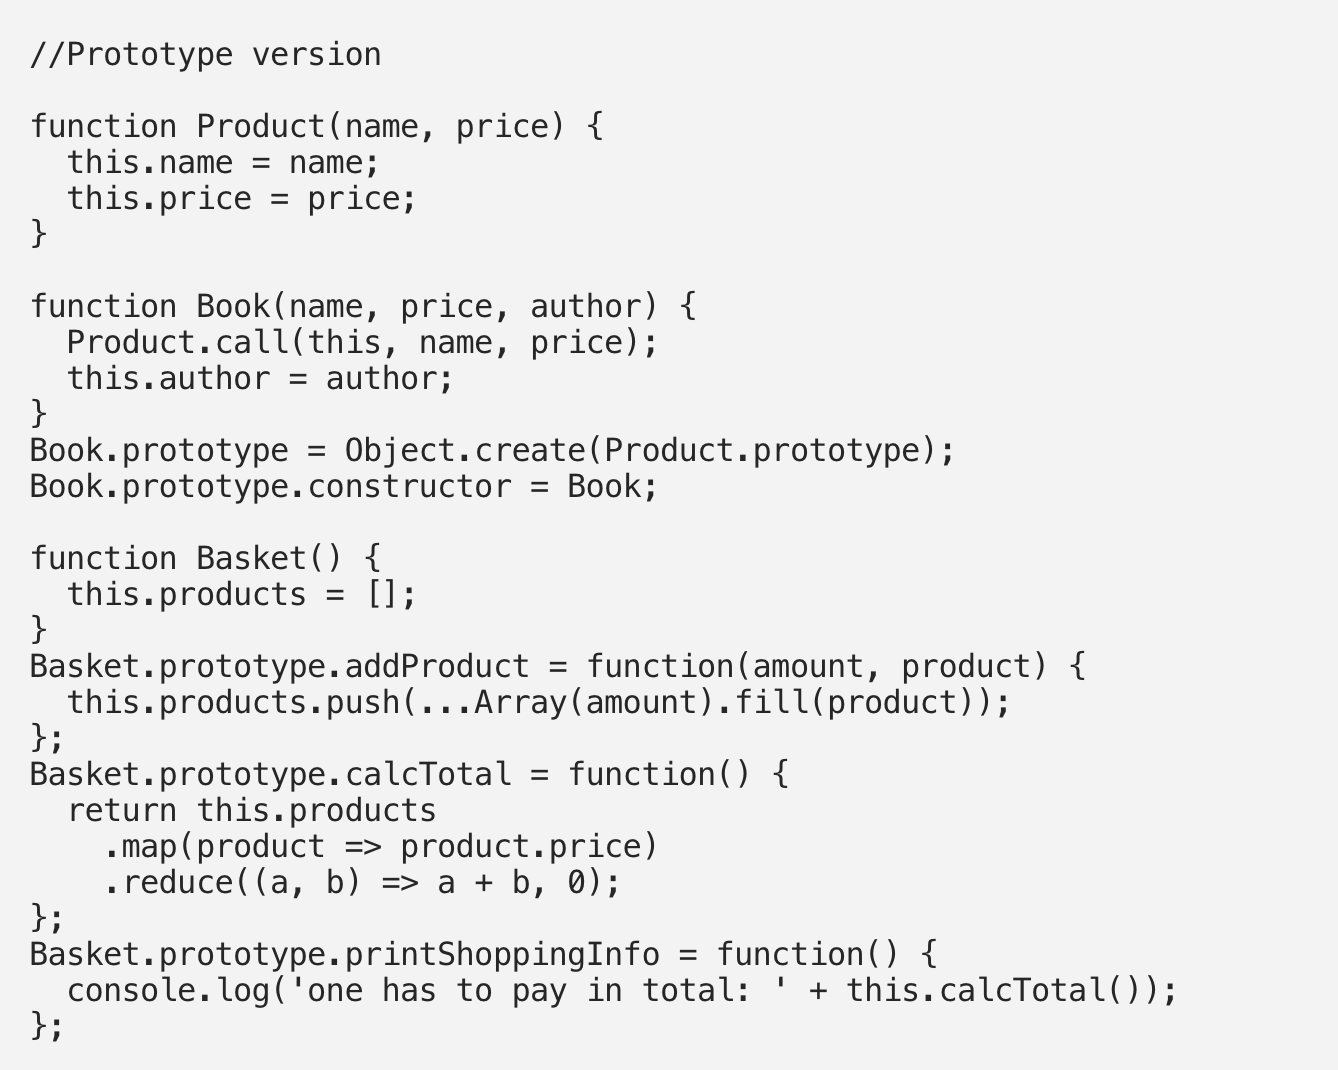 //Prototype version

function Product(name, price) {
  this.name = name;
  this.price = price;
}

function Book(name, price, author) {
  Product.call(this, name, price);
  this.author = author;
}
Book.prototype = Object.create(Product.prototype);
Book.prototype.constructor = Book;

function Basket() {
  this.products = [];
}
Basket.prototype.addProduct = function(amount, product) {
  this.products.push(...Array(amount).fill(product));
};
Basket.prototype.calcTotal = function() {
  return this.products
    .map(product => product.price)
    .reduce((a, b) => a + b, 0);
};
Basket.prototype.printShoppingInfo = function() {
  console.log('one has to pay in total: ' + this.calcTotal());
};